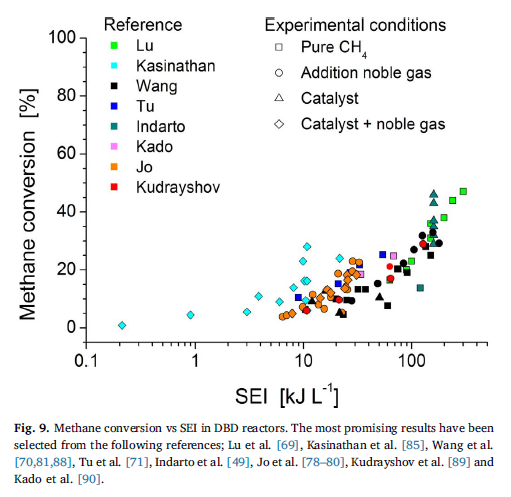 Reference
Lu
Kasinathan
Wang
Tu
Indarto
Kado
Jo
Kudrayshov
Experimental conditions
Pure CH₄
Addition noble gas
Catalyst
Catalyst + noble gas
Methane conversion [%]
100
80
60
40
20
0
0.1
1
10
100
SEI [kJ L⁻¹]
Fig. 9. Methane conversion vs SEI in DBD reactors. The most promising results have been
selected from the following references; Lu et al. [69], Kasinathan et al. [85], Wang et al.
[70,81,88], Tu et al. [71], Indarto et al. [49], Jo et al. [78–80], Kudrayshov et al. [89] and
Kado et al. [90].